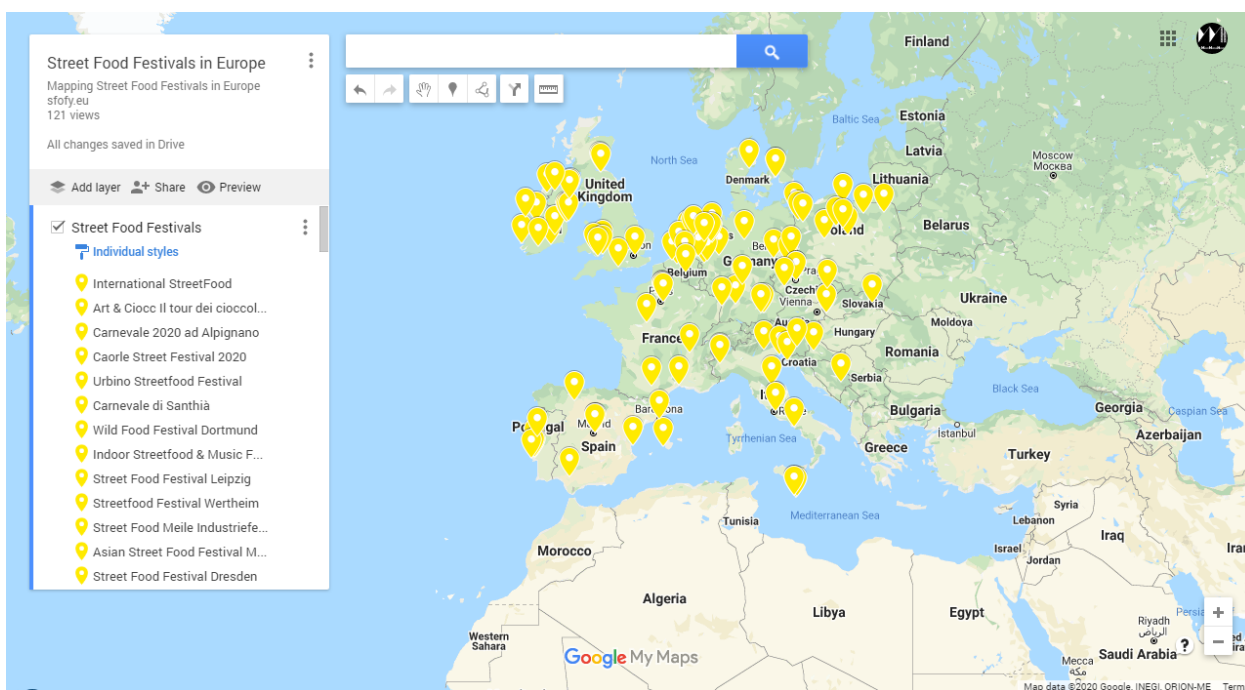 Street Food Festivals in Europe
Mapping Street Food Festivals in Europe
sfofy.eu
121 views
All changes saved in Drive
Add layer
Share
Preview
Street Food Festivals
Individual styles
International StreetFood
Art & Ciocc Il tour dei cioccol...
Carnevale 2020 ad Alpignano
Caorle Street Festival 2020
Urbino Streetfood Festival
Carnevale di Santhià
Wild Food Festival Dortmund
Indoor Streetfood & Music F...
Street Food Festival Leipzig
Streetfood Festival Wertheim
Street Food Meile Industriefe...
Asian Street Food Festival M...
Street Food Festival Dresden
Finland
Baltic Sea
Estonia
North Sea
Latvia
Moscow
Москва
Denmark
Lithuania
United
Kingdom
Belarus
Belgium
Vienna
Slovakia
Ukraine
France
Hungary
Moldova
Croatia
Romania
Serbia
Black Sea
Bulgaria
Georgia
Caspian Sea
Istanbul
Azerbaijan
Spain
Tyrrhenian Sea
Greece
Turkey
Mediterranean Sea
Tunisia
Syria
Lebanon
Iraq
Israel
Jordan
Morocco
Algeria
Libya
Egypt
Western
Sahara
Riyadh
الرياض
Saudi Arabia
Mecca
مكة
Google My Maps
Map data ©2020 Google, INEGI, ORION-ME
Term